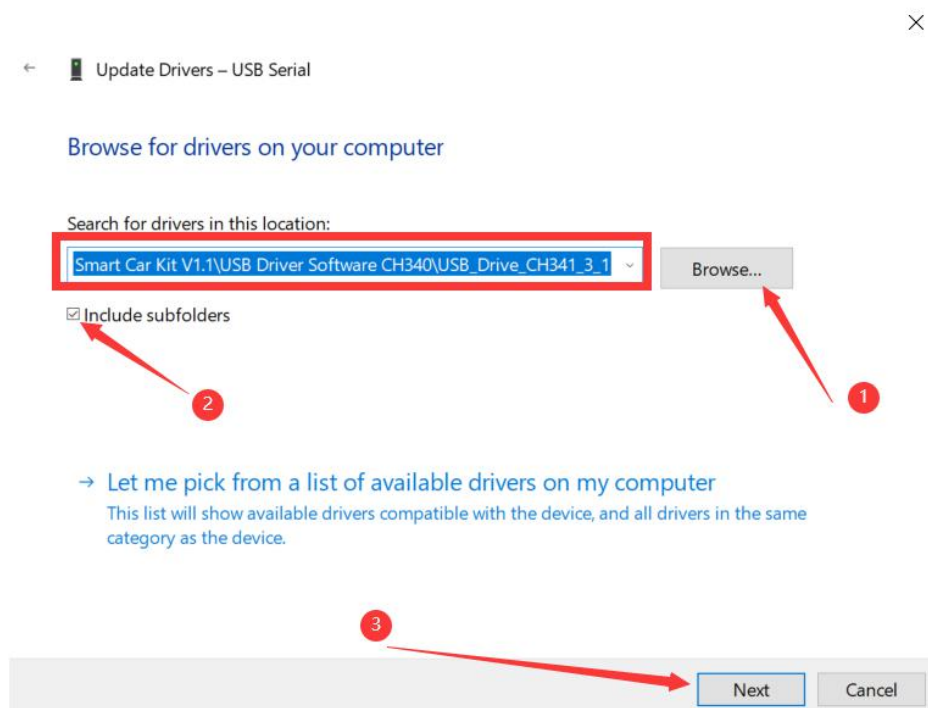 Update Drivers – USB Serial
Browse for drivers on your computer
Search for drivers in this location:
Smart Car Kit V1.1\USB Driver Software CH340\USB_Drive_CH341_3_1
Browse...
Include subfolders
1
2
Let me pick from a list of available drivers on my computer
This list will show available drivers compatible with the device, and all drivers in the same
category as the device.
3
Next
Cancel